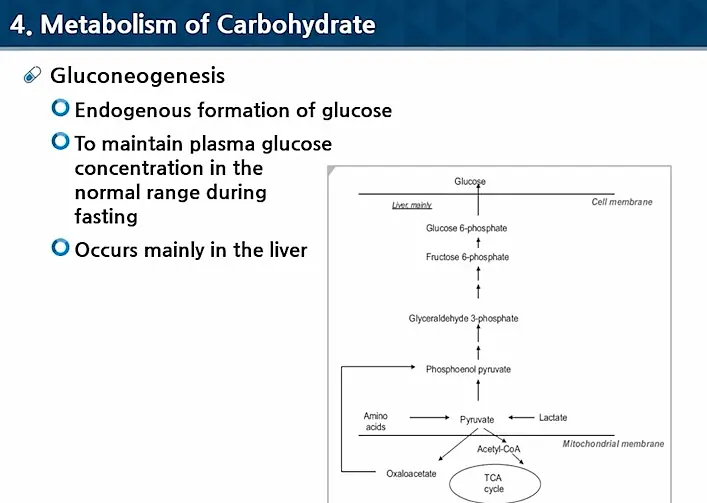 4. Metabolism of Carbohydrate
Gluconeogenesis
Endogenous formation of glucose
To maintain plasma glucose
concentration in the
normal range during
fasting
Occurs mainly in the liver
Glucose
Liver, mainly
Cell membrane
Glucose 6-phosphate
Fructose 6-phosphate
Glyceraldehyde 3-phosphate
Phosphoenol pyruvate
Amino
acids
Pyruvate
Lactate
Mitochondrial membrane
Acetyl-CoA
Oxaloacetate
TCA
cycle